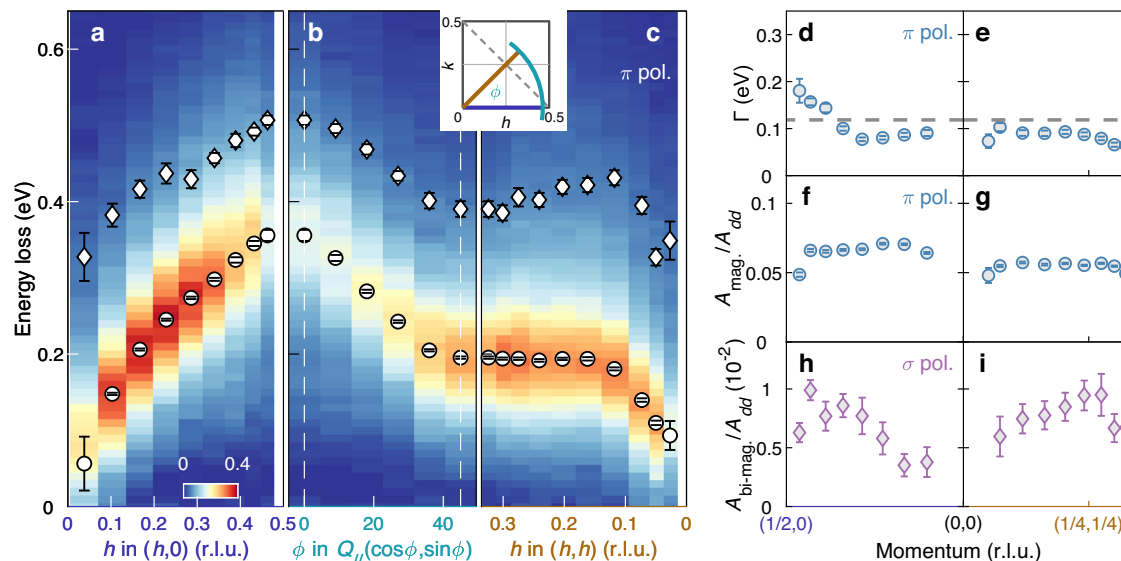 a
b
c
π pol.
Energy loss (eV)
0.6
0.4
0.2
0
0.5
0
k
ϕ
0
h
0.5
0
0.4
0
0.1
0.2
0.3
0.4
0.5
h in (h,0) (r.l.u.)
0
20
40
ϕ in Q//(cosϕ,sinϕ)
0.3
0.2
0.1
0
h in (h,h) (r.l.u.)
d
π pol.
e
Γ (eV)
0.3
0.2
0.1
0
f
π pol.
g
Amag./Add
0.1
0.05
0
h
σ pol.
i
Abi-mag./Add (10-2)
1
0.5
0
(1/2,0)
(0,0)
(1/4,1/4)
Momentum (r.l.u.)